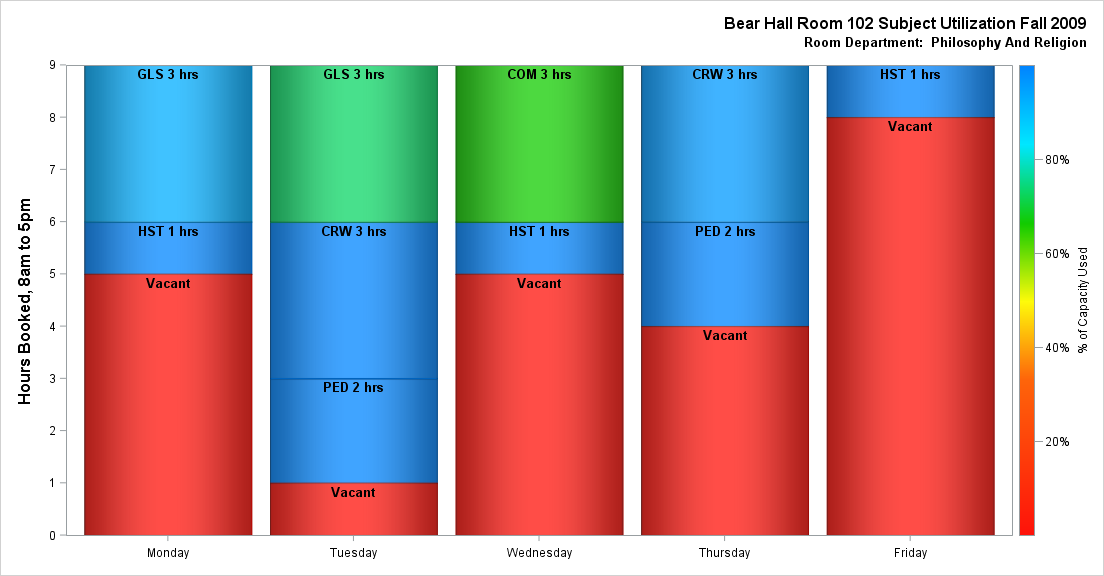 Bear Hall Room 102 Subject Utilization Fall 2009
Room Department:  Philosophy And Religion
Hours Booked, 8am to 5pm
9
8
7
6
5
4
3
2
1
0
GLS 3 hrs
HST 1 hrs
Vacant
Monday
GLS 3 hrs
CRW 3 hrs
PED 2 hrs
Vacant
Tuesday
COM 3 hrs
HST 1 hrs
Vacant
Wednesday
CRW 3 hrs
PED 2 hrs
Vacant
Thursday
HST 1 hrs
Vacant
Friday
80%
60%
40%
20%
% of Capacity Used